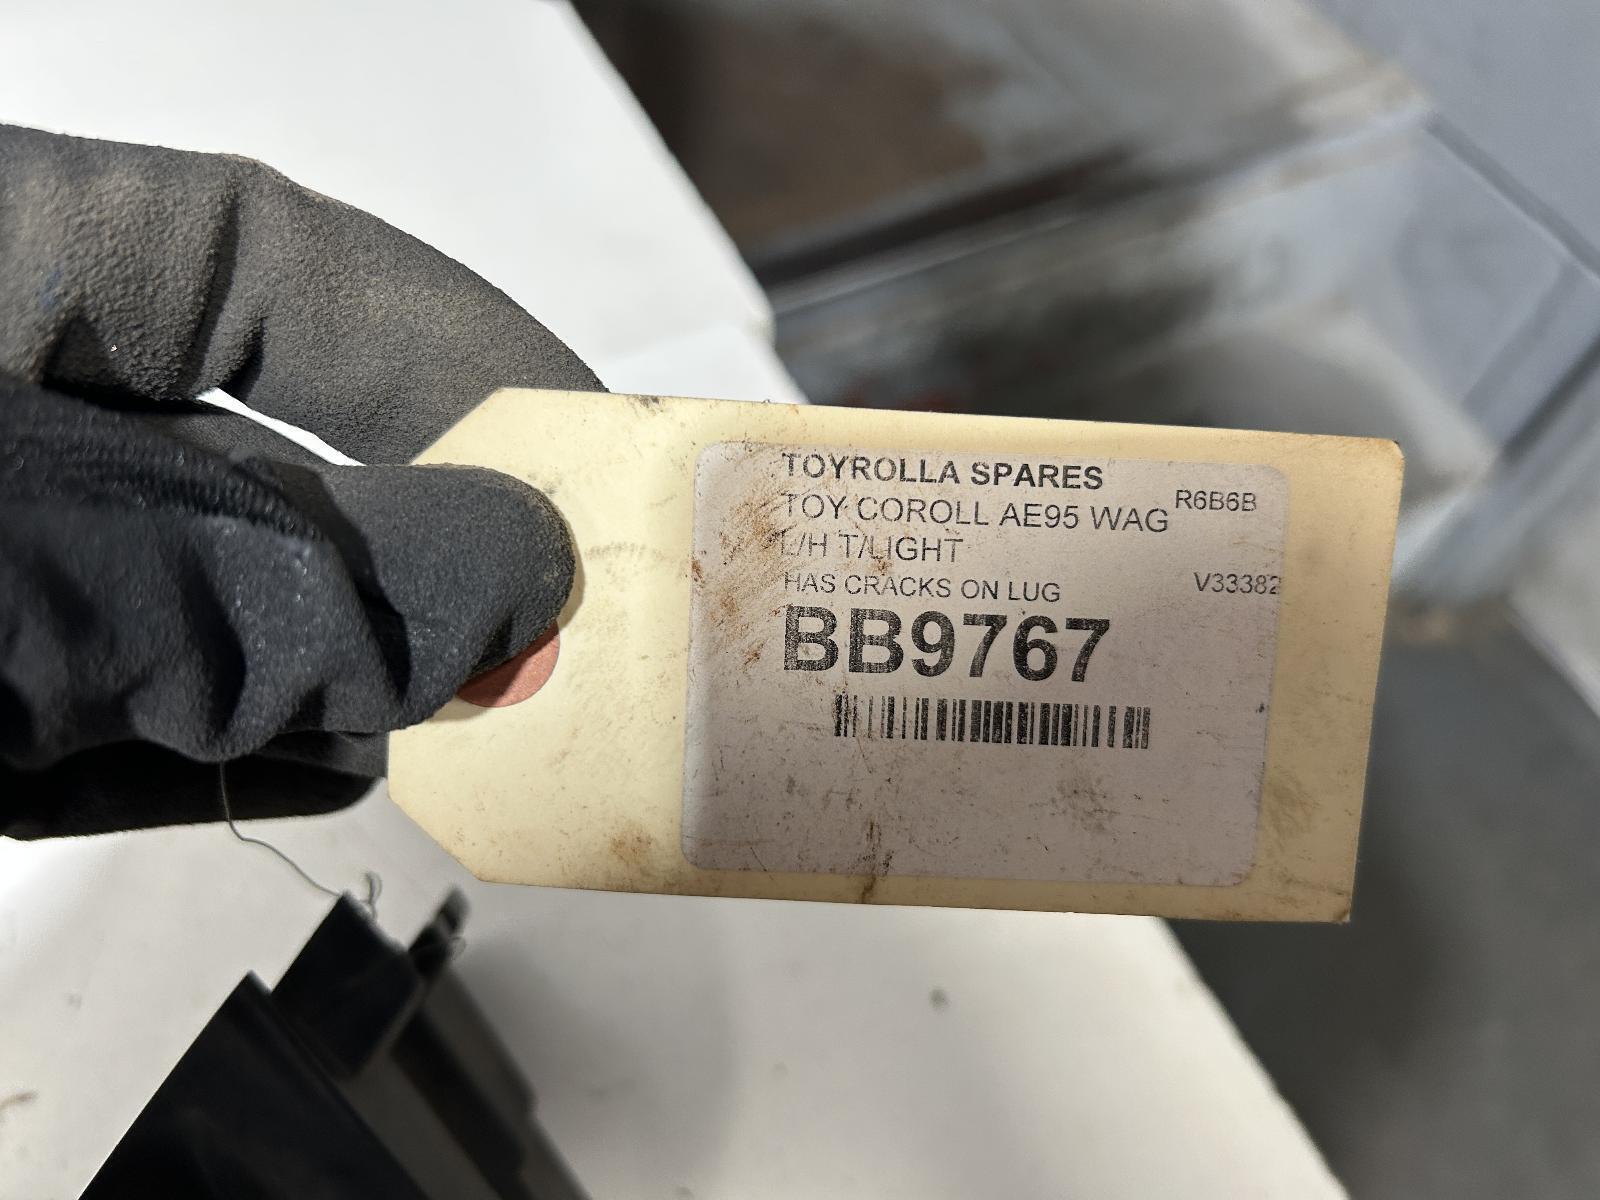 TOYROLLA SPARES
TOY COROLL AE95 WAG R6B6B
L/H T/LIGHT
HAS CRACKS ON LUG V33382
BB9767